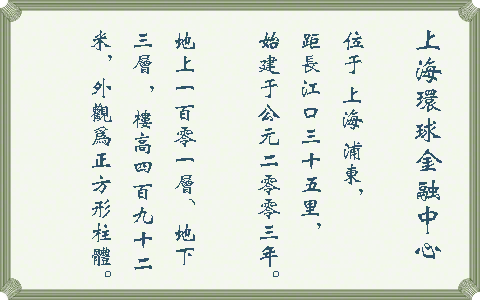 上海環球金融中心
位于上海浦東，
距長江口三十五里，
始建于公元二零零三年。
地上一百零一層、地下
三層，樓高四百九十二
米，外觀為正方形柱體。